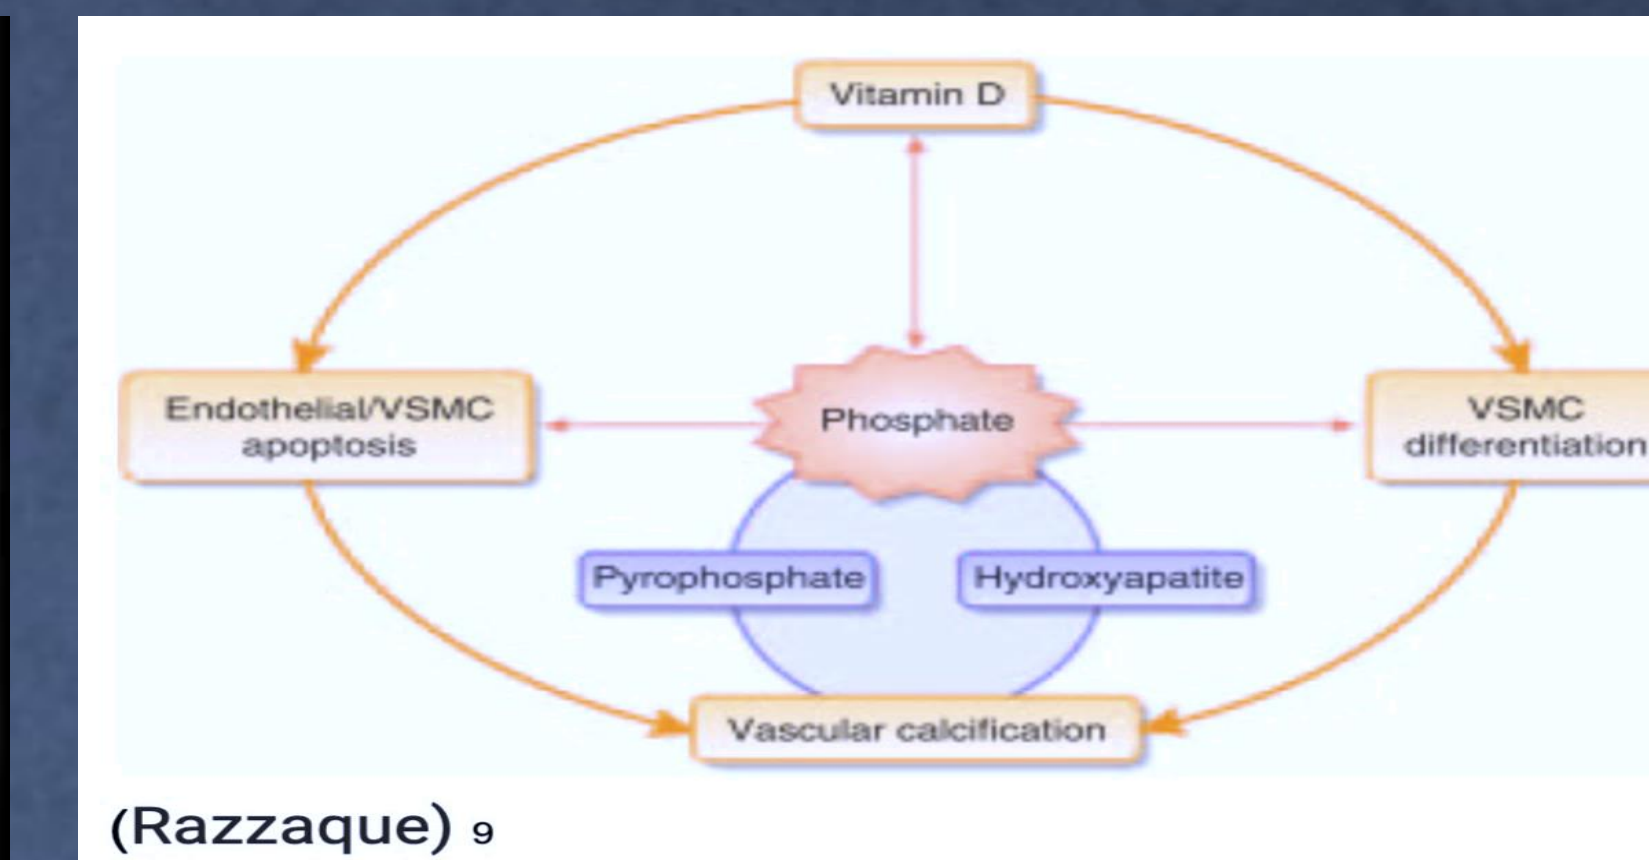 Vitamin D
Endothelial/VSMC
apoptosis
Phosphate
VSMC
differentiation
Pyrophosphate
Hydroxyapatite
Vascular calcification
(Razzaque) 9